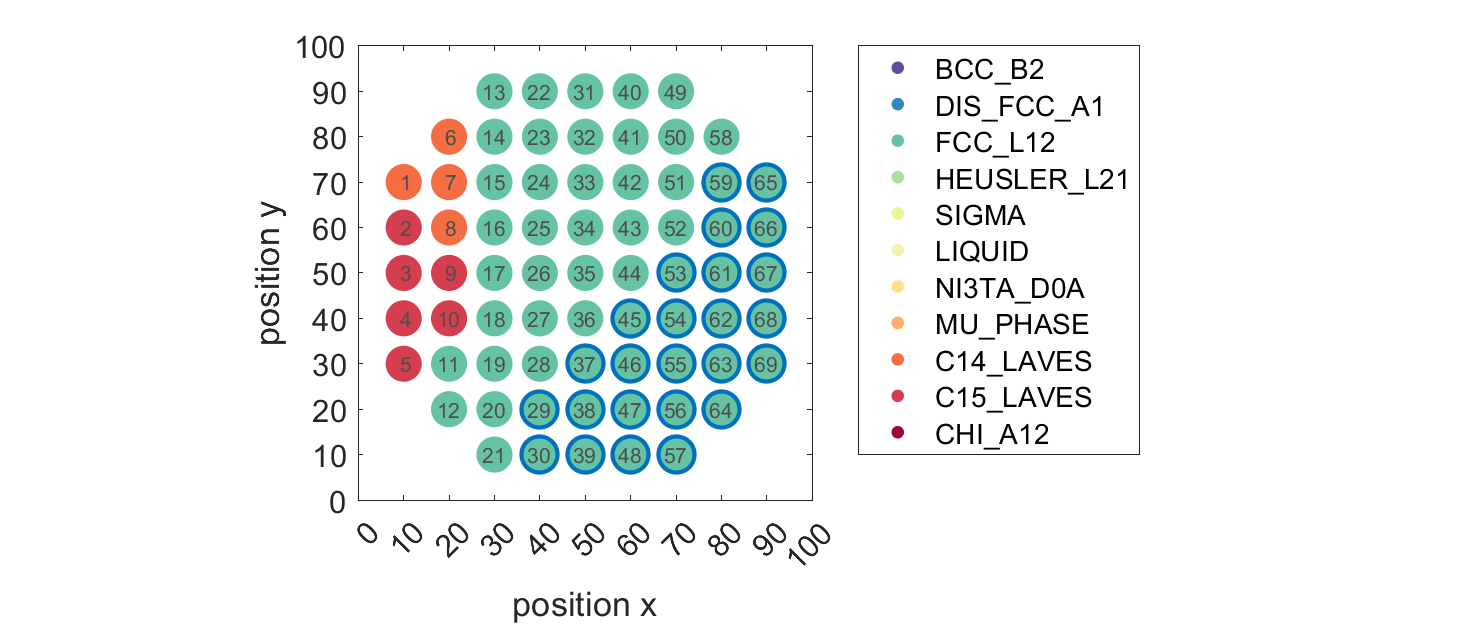 100
90
80
70
60
50
40
30
20
10
0
13 22 31 40 49
6 14 23 32 41 50 58
1 7 15 24 33 42 51 59 65
2 8 16 25 34 43 52 60 66
3 9 17 26 35 44 53 61 67
4 10 18 27 36 45 54 62 68
5 11 19 28 37 46 55 63 69
12 20 29 38 47 56 64
21 30 39 48 57
0 10 20 30 40 50 60 70 80 90 100
position x
position y
BCC_B2
DIS_FCC_A1
FCC_L12
HEUSLER_L21
SIGMA
LIQUID
NI3TA_D0A
MU_PHASE
C14_LAVES
C15_LAVES
CHI_A12